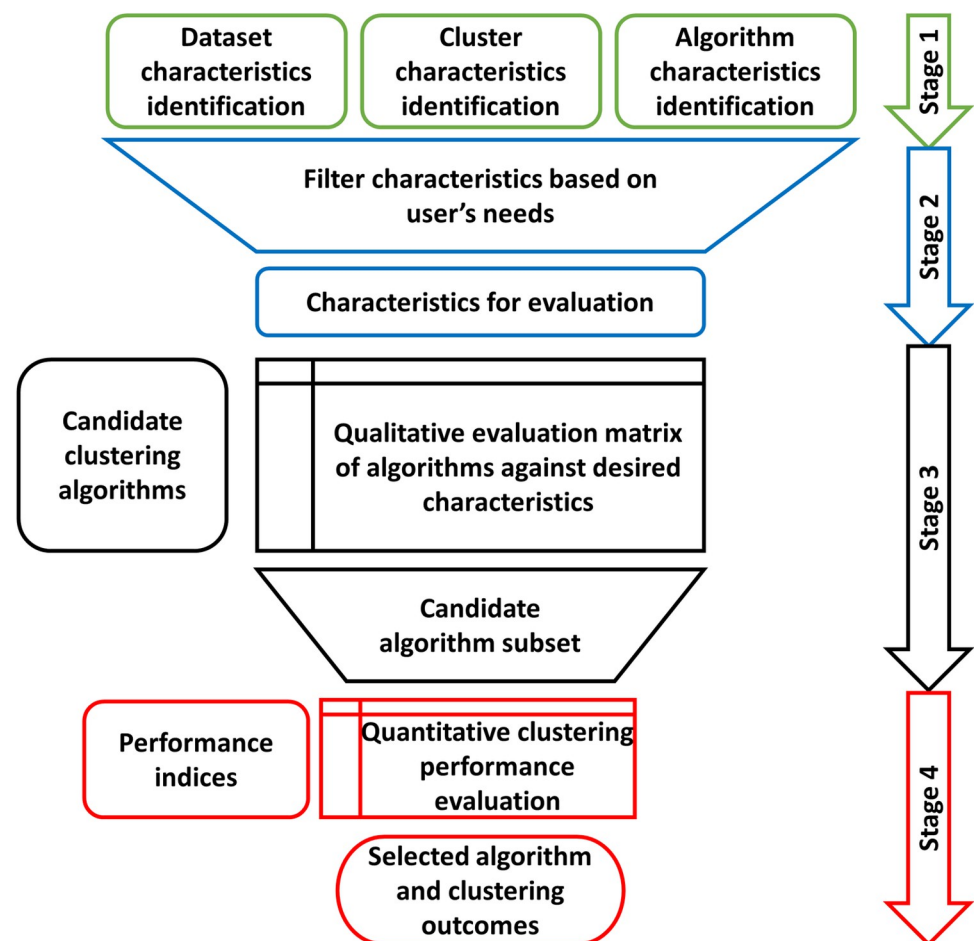 Dataset
characteristics
identification
Cluster
characteristics
identification
Algorithm
characteristics
identification
Stage 1
Filter characteristics based on
user's needs
Stage 2
Characteristics for evaluation
Candidate
clustering
algorithms
Qualitative evaluation matrix
of algorithms against desired
characteristics
Stage 3
Candidate
algorithm subset
Performance
indices
Quantitative clustering
performance
evaluation
Stage 4
Selected algorithm
and clustering
outcomes